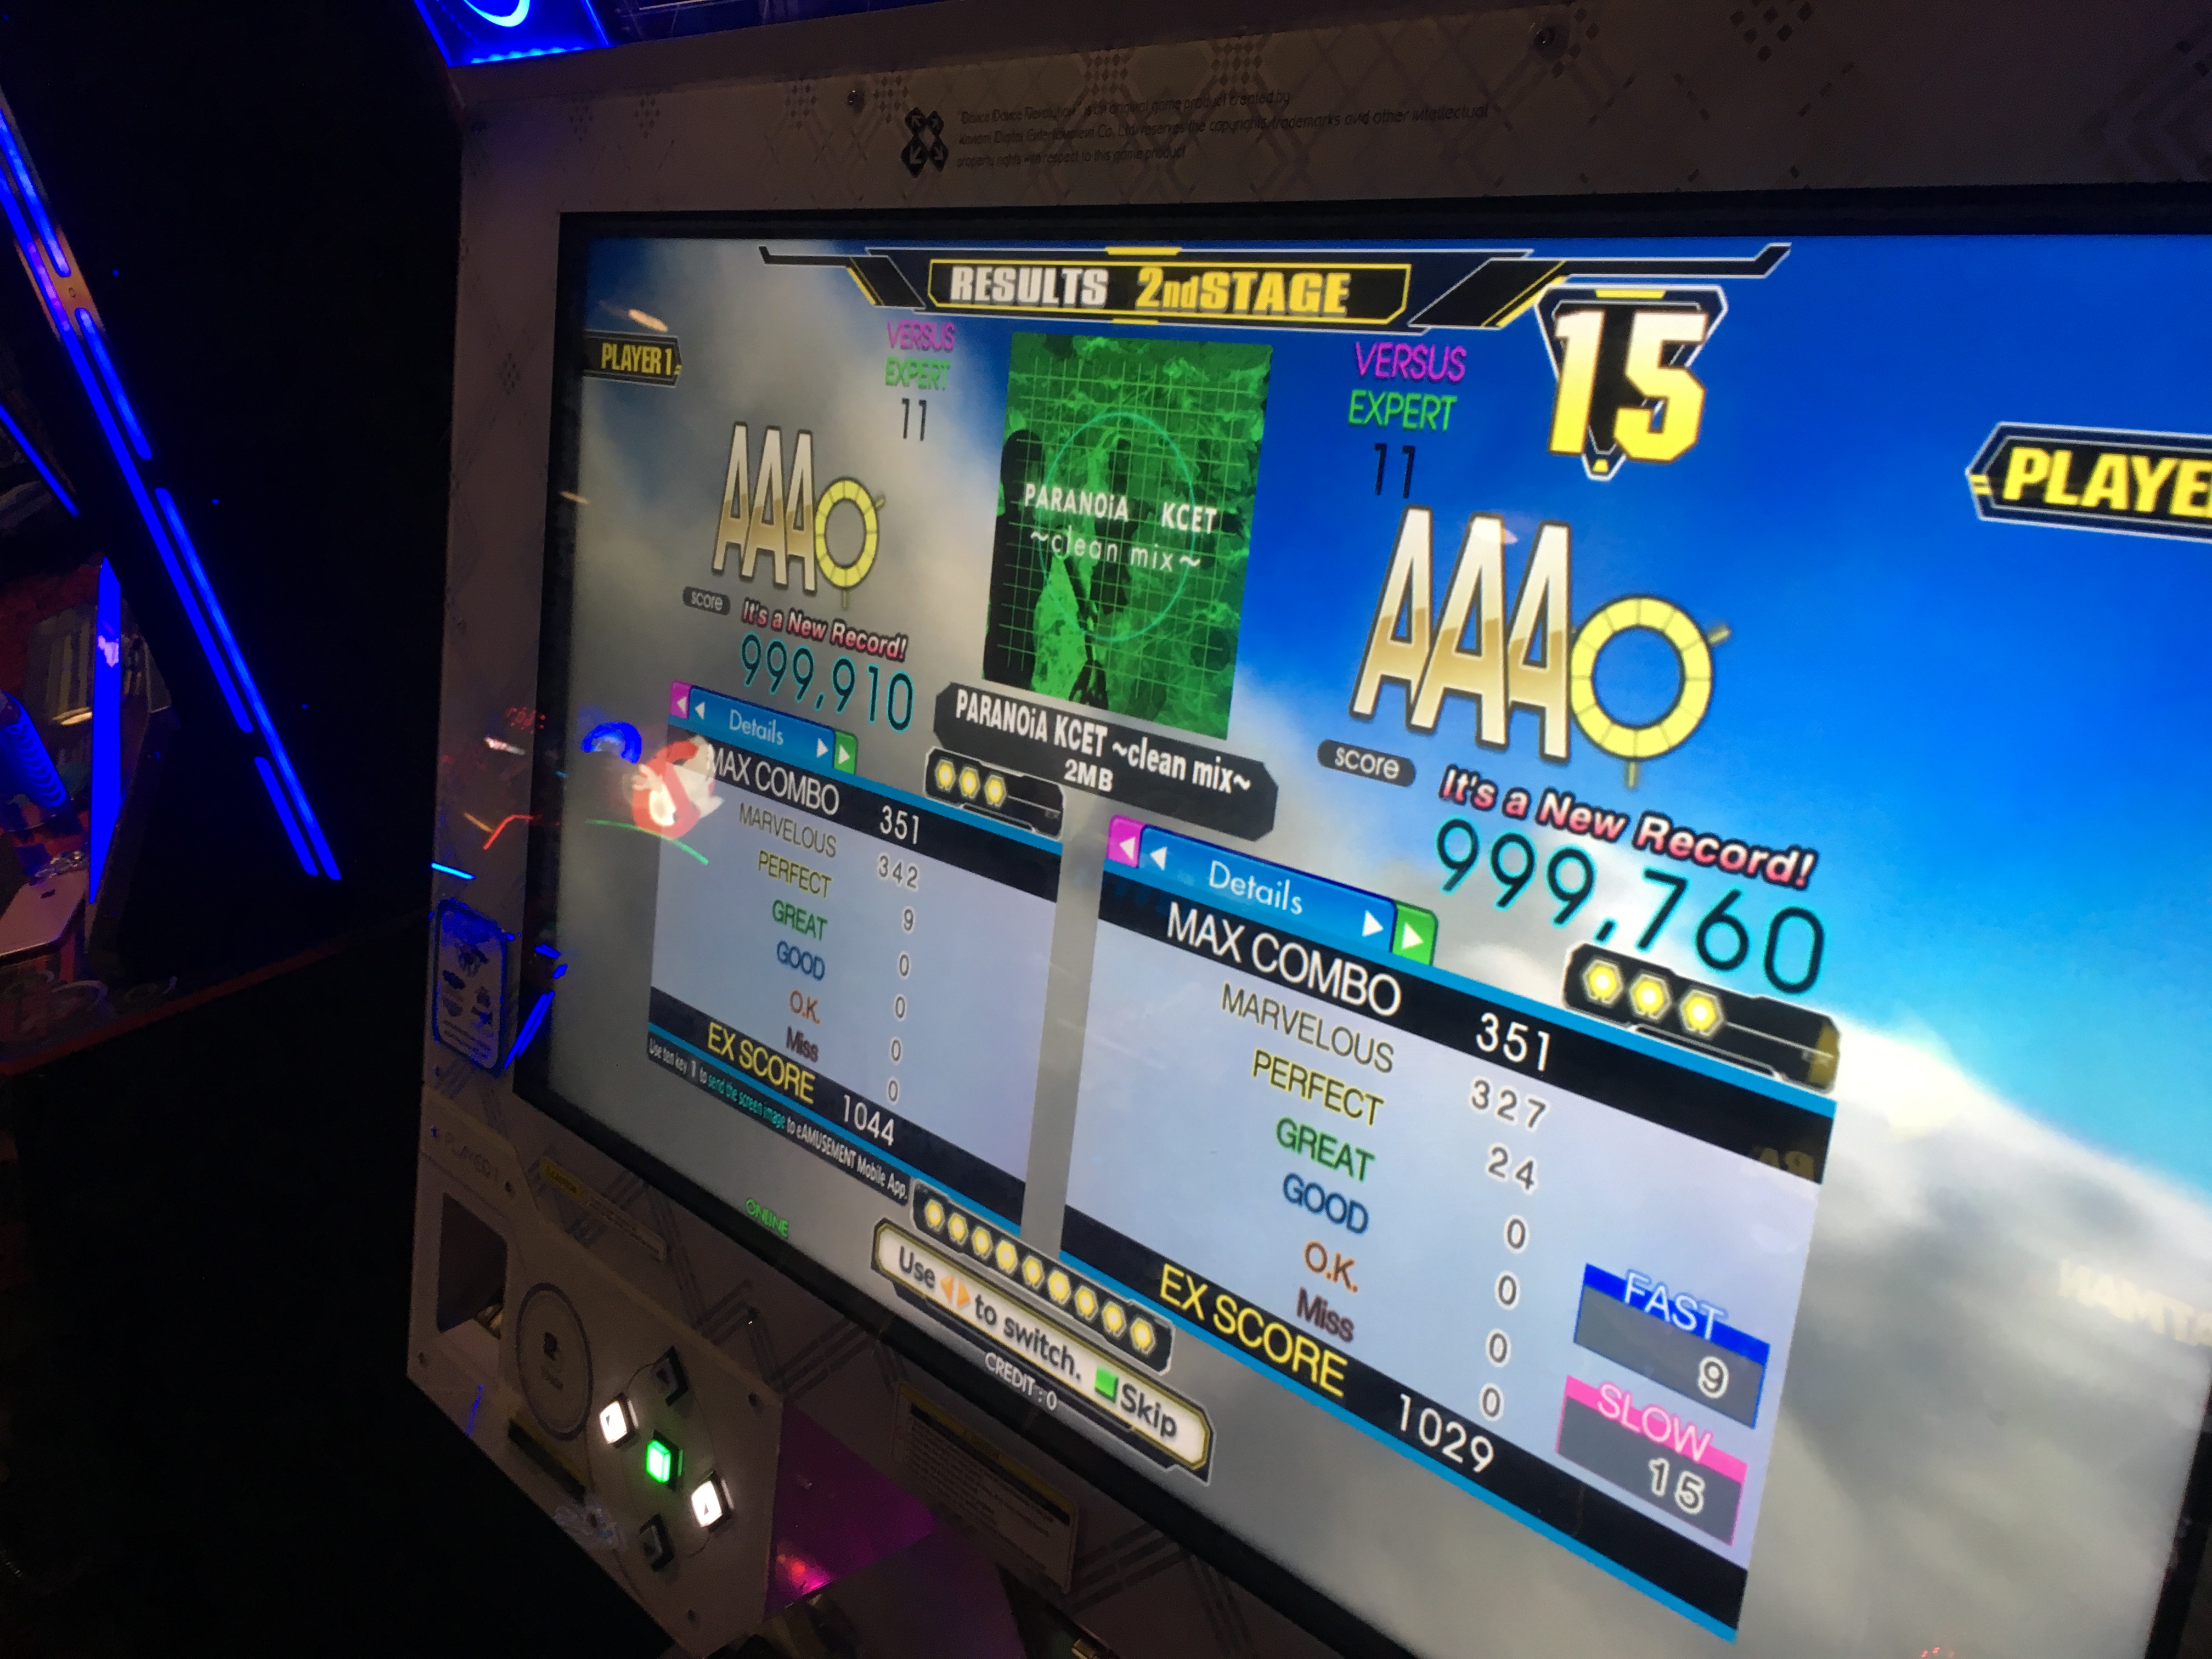 "Dance Dance Revolution" is an original game product created by
Konami Digital Entertainment Co., Ltd. reserves the copyrights, trademarks and other intellectual
property rights with respect to this game product
RESULTS 2ndSTAGE
15
PLAYER 1
PLAYE
VERSUS
EXPERT
11
VERSUS
EXPERT
11
AAA
AAA
PARANOiA KCET
~clean mix~
score
It's a New Record!
999,910
score
It's a New Record!
999,760
PARANOiA KCET ~clean mix~
2MB
Details
MAX COMBO 351
MARVELOUS 342
PERFECT 9
GREAT 0
GOOD 0
O.K. 0
Miss 0
EX SCORE 1044
Use ten key 1 to send the screen image to eAMUSEMENT Mobile App.
Details
MAX COMBO 351
MARVELOUS 327
PERFECT 24
GREAT 0
GOOD 0
O.K. 0
Miss 0
EX SCORE 1029
FAST
9
SLOW
15
ONLINE
Use to switch. Skip
CREDIT : 0
PLAYER 1